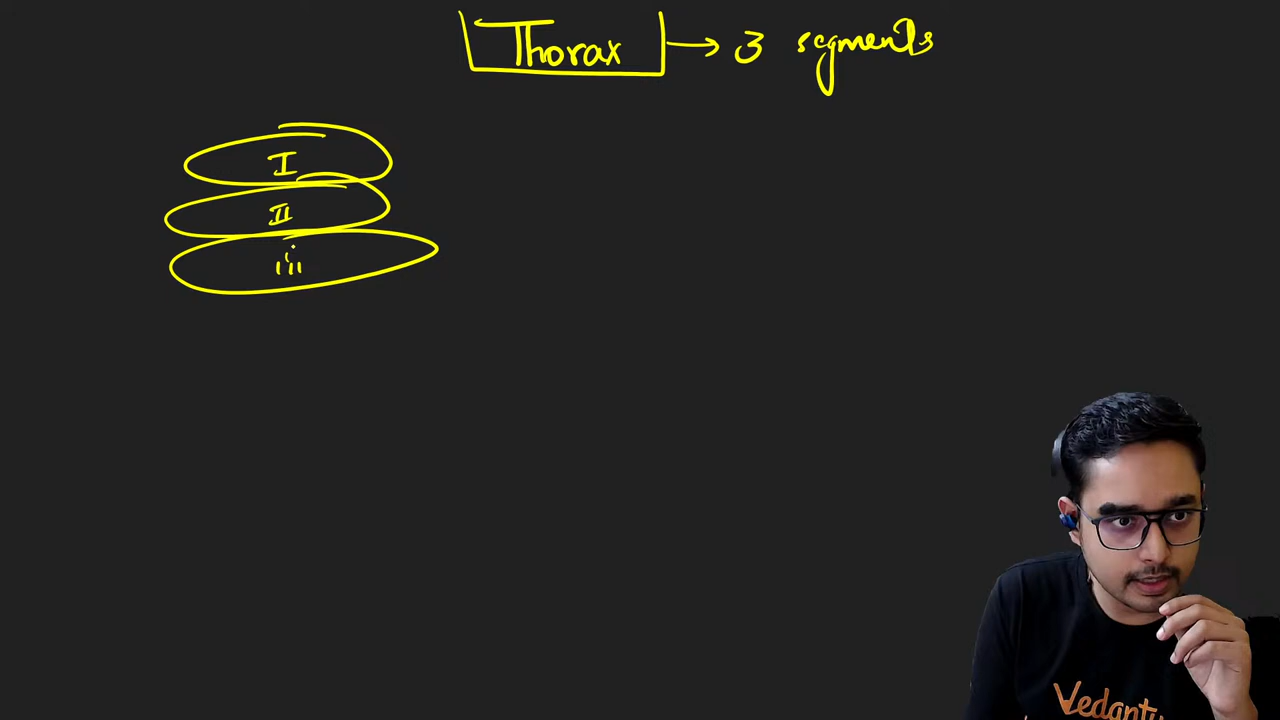 Thorax → 3 segments
I
II
iii
Vedantu